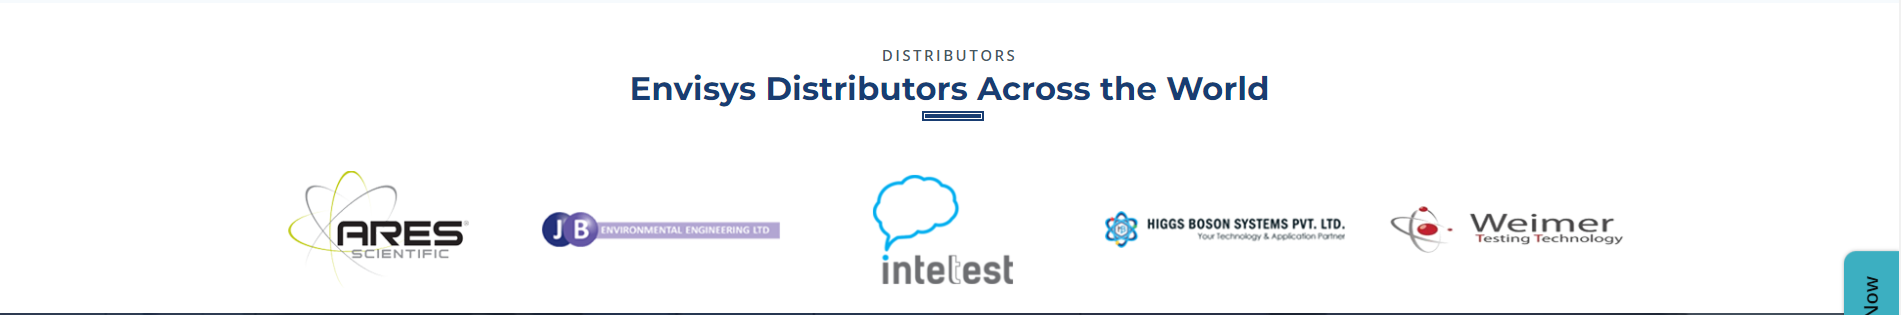 DISTRIBUTORS
Envisys Distributors Across the World
ARES®
SCIENTIFIC
JB ENVIRONMENTAL ENGINEERING LTD
inteltest
HIGGS BOSON SYSTEMS PVT. LTD.
Your Technology & Application Partner
Weimer
Testing Technology
Now